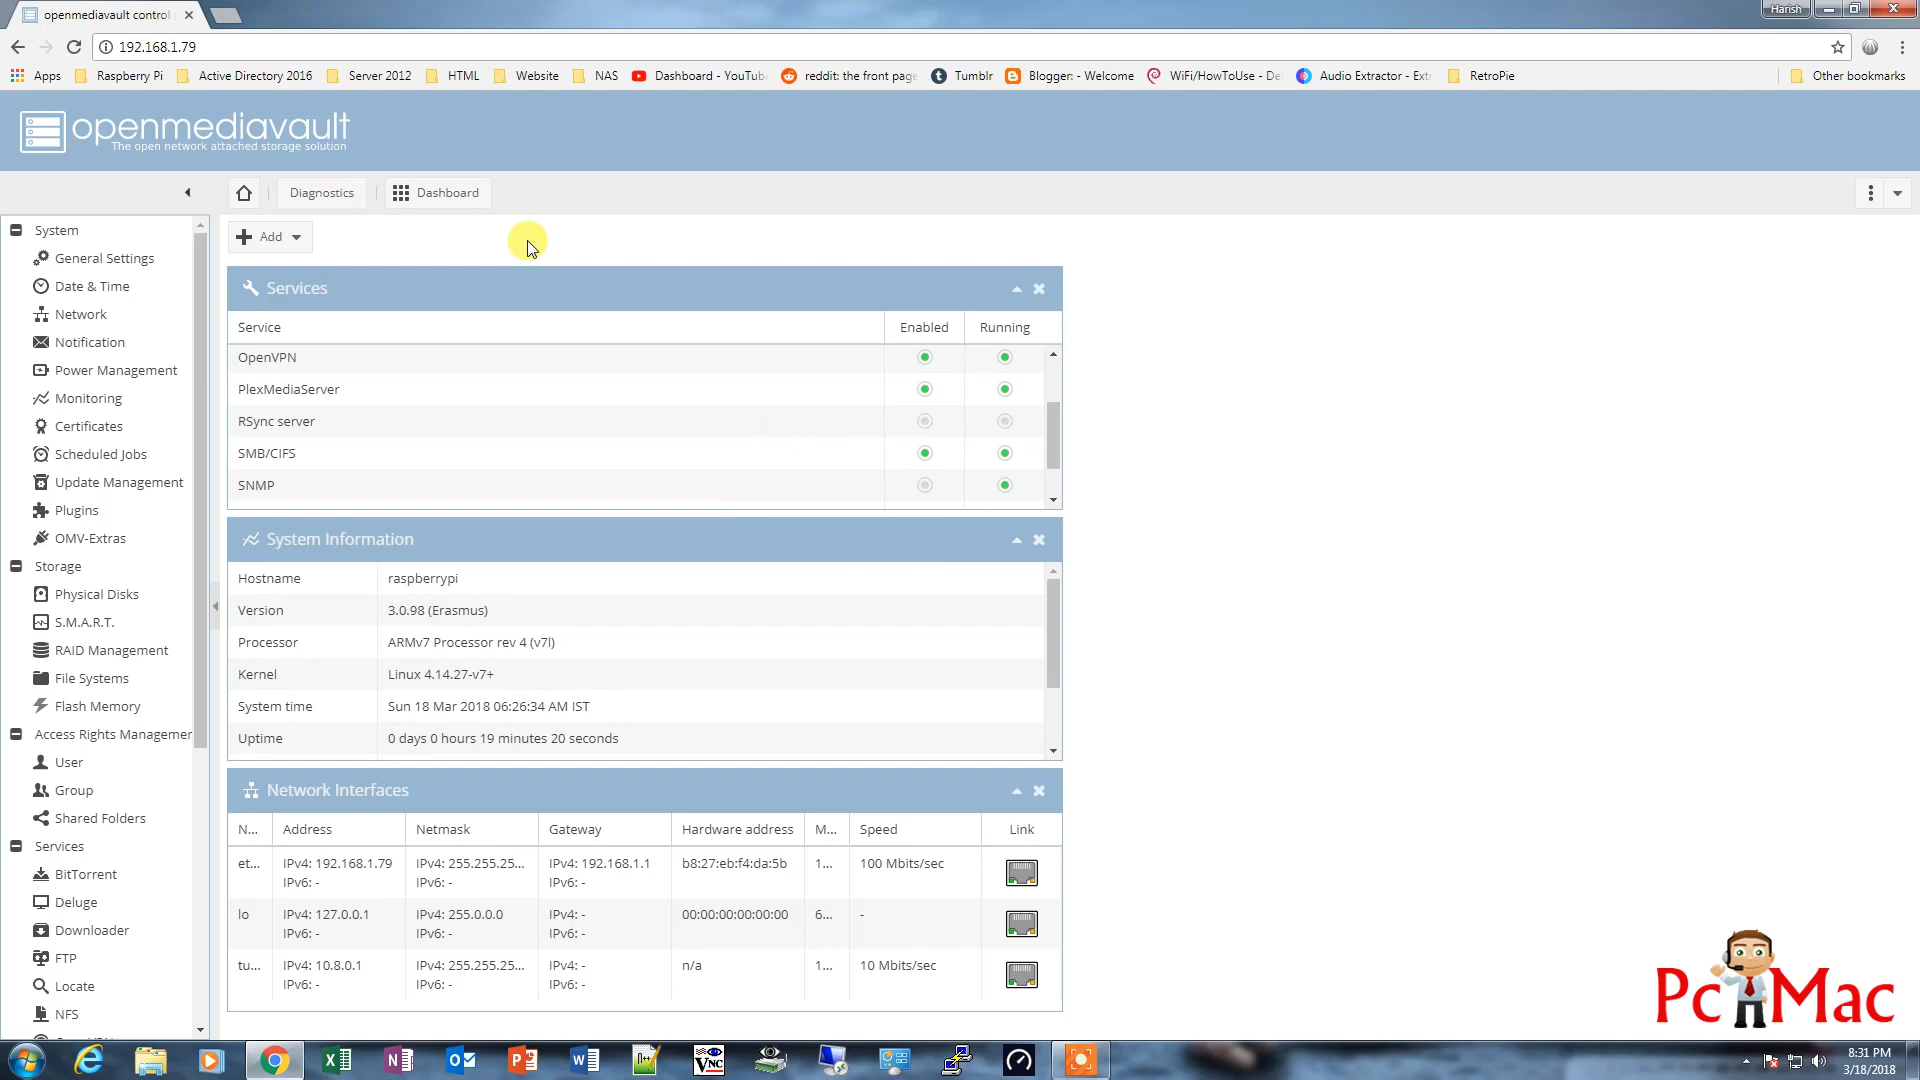 openmediavault control
Harish
192.168.1.79
Apps
Raspberry Pi
Active Directory 2016
Server 2012
HTML
Website
NAS
Dashboard - YouTub
reddit: the front page
Tumblr
Blogger: - Welcome
WiFi/HowToUse - De
Audio Extractor - Ext
RetroPie
Other bookmarks
openmediavault
The open network attached storage solution
Diagnostics
Dashboard
Add
System
General Settings
Date & Time
Network
Notification
Power Management
Monitoring
Certificates
Scheduled Jobs
Update Management
Plugins
OMV-Extras
Storage
Physical Disks
S.M.A.R.T.
RAID Management
File Systems
Flash Memory
Access Rights Managemen
User
Group
Shared Folders
Services
BitTorrent
Deluge
Downloader
FTP
Locate
NFS
Services
Service Enabled Running
OpenVPN
PlexMediaServer
RSync server
SMB/CIFS
SNMP
System Information
Hostname raspberrypi
Version 3.0.98 (Erasmus)
Processor ARMv7 Processor rev 4 (v7l)
Kernel Linux 4.14.27-v7+
System time Sun 18 Mar 2018 06:26:34 AM IST
Uptime 0 days 0 hours 19 minutes 20 seconds
Network Interfaces
N... Address Netmask Gateway Hardware address M... Speed Link
et... IPv4: 192.168.1.79 IPv4: 255.255.25... IPv4: 192.168.1.1 b8:27:eb:f4:da:5b 1... 100 Mbits/sec
IPv6: - IPv6: - IPv6: -
lo IPv4: 127.0.0.1 IPv4: 255.0.0.0 IPv4: - 00:00:00:00:00:00 6... -
IPv6: - IPv6: - IPv6: -
tu... IPv4: 10.8.0.1 IPv4: 255.255.25... IPv4: - n/a 1... 10 Mbits/sec
IPv6: - IPv6: - IPv6: -
Pc Mac
VNC
8:31 PM
3/18/2018